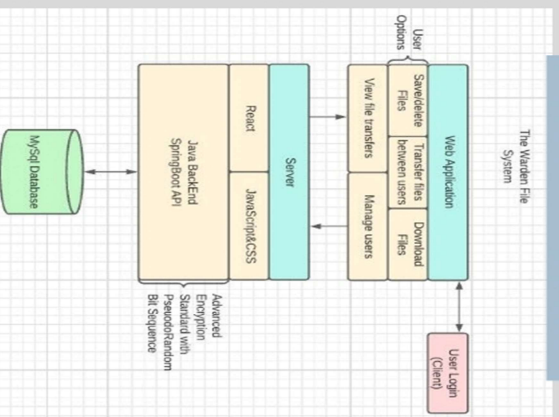 The Warden File
System
Web Application
User Login
(Client)
User
Options
Save/delete
Files
Transfer files
between users
Download
Files
View file transfers
Manage users
Server
React
JavaScript&CSS
Java BackEnd
SpringBoot API
Advanced
Encryption
Standard with
PseuodoRandom
Bit Sequence
MySql Database